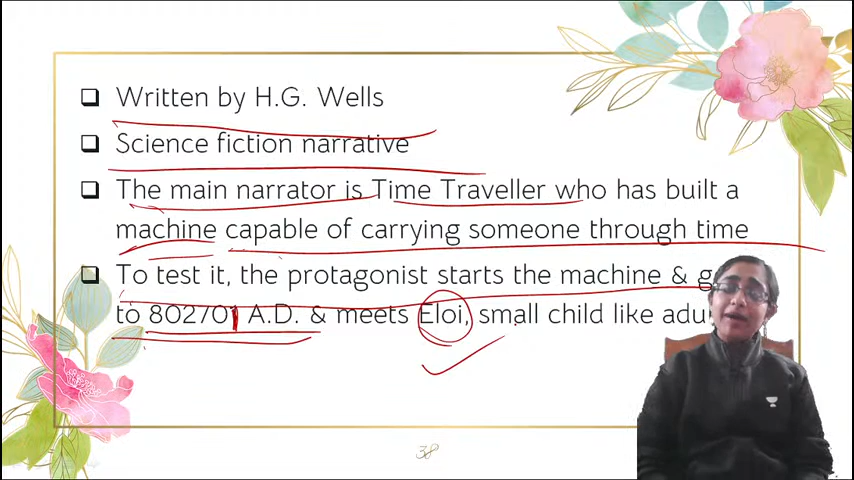 Written by H.G. Wells
Science fiction narrative
The main narrator is Time Traveller who has built a
machine capable of carrying someone through time
To test it, the protagonist starts the machine & g
to 802701 A.D. & meets Eloi, small child like adu
38